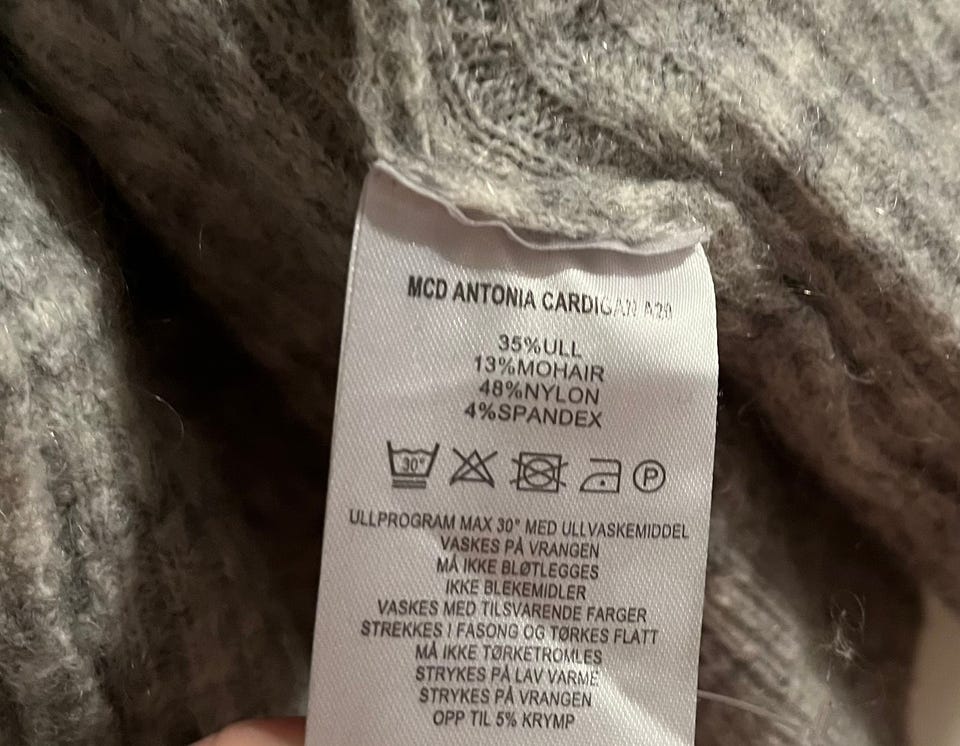 MCD ANTONIA CARDIGAN A20
35%ULL
13%MOHAIR
48%NYLON
4%SPANDEX
30° P
ULLPROGRAM MAX 30° MED ULLVASKEMIDDEL
VASKES PÅ VRANGEN
MÅ IKKE BLØTLEGGES
IKKE BLEKEMIDLER
VASKES MED TILSVARENDE FARGER
STREKKES I FASONG OG TØRKES FLATT
MÅ IKKE TØRKETROMLES
STRYKES PÅ LAV VARME
STRYKES PÅ VRANGEN
OPP TIL 5% KRYMP